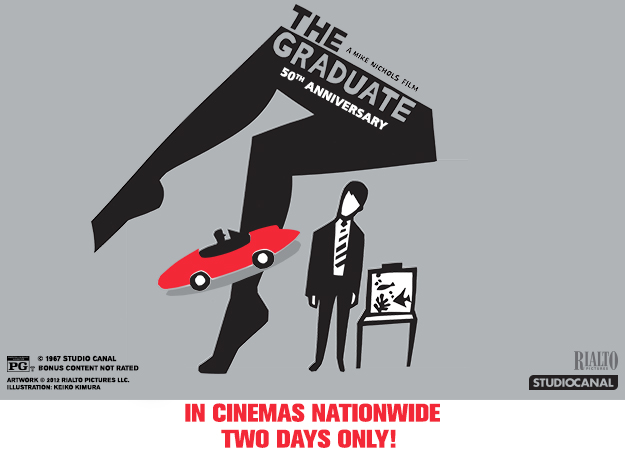 THE
GRADUATE
A MIKE NICHOLS FILM
50TH ANNIVERSARY
PG
© 1967 STUDIO CANAL
BONUS CONTENT NOT RATED
ARTWORK © 2012 RIALTO PICTURES LLC.
ILLUSTRATION: KEIKO KIMURA
RIALTO
PICTURES
STUDIOCANAL
IN CINEMAS NATIONWIDE
TWO DAYS ONLY!